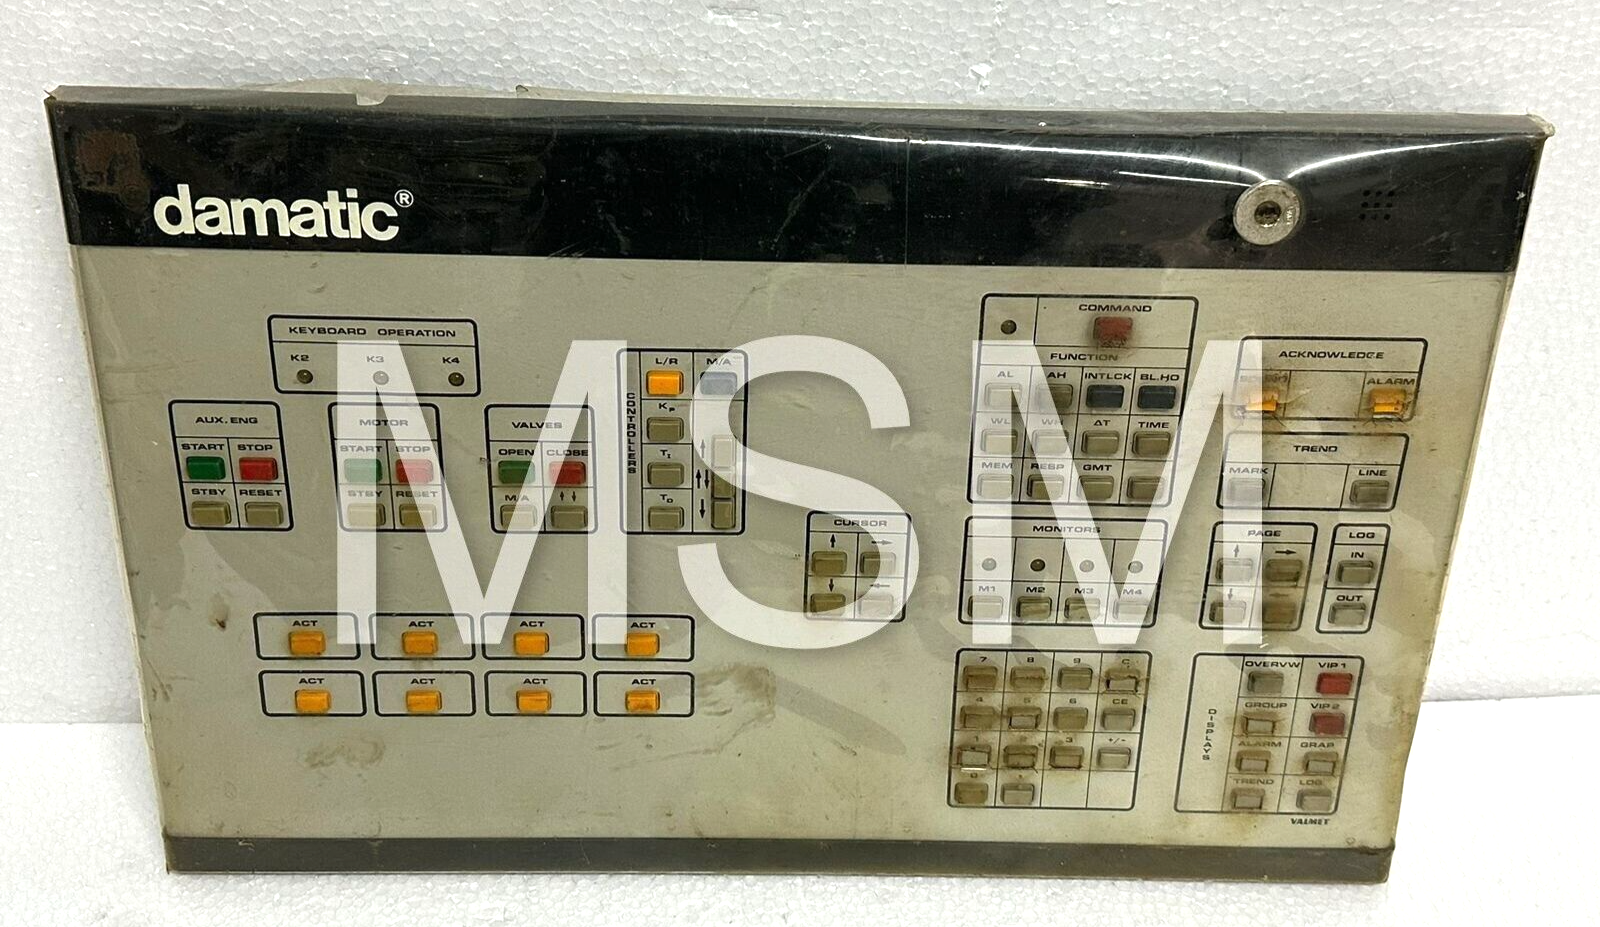 damatic®
KEYBOARD OPERATION
K2 K3 K4
AUX. ENG
START STOP
STBY RESET
MOTOR
START STOP
STBY RESET
VALVES
OPEN CLOSE
M/A ↓↓
CONTROLLERS
L/R M/A
KP
↑
TI
↑↓
TD
↓
CURSOR
↑ →
↓ ←
COMMAND
FUNCTION
AL AH INTLCK BL.HO
WL WH ΔT TIME
MEM RESP GMT
MONITORS
M1 M2 M3 M4
7 8 9 C
4 5 6 CE
1 2 3 +/-
0 .
ACKNOWLEDGE
ALARM
TREND
MARK LINE
PAGE
↑ →
↓
LOG
IN
OUT
DISPLAYS
OVERVW VIP 1
GROUP VIP 2
ALARM GRAP
TREND LOG
VALMET
ACT ACT ACT ACT
ACT ACT ACT ACT
MSM